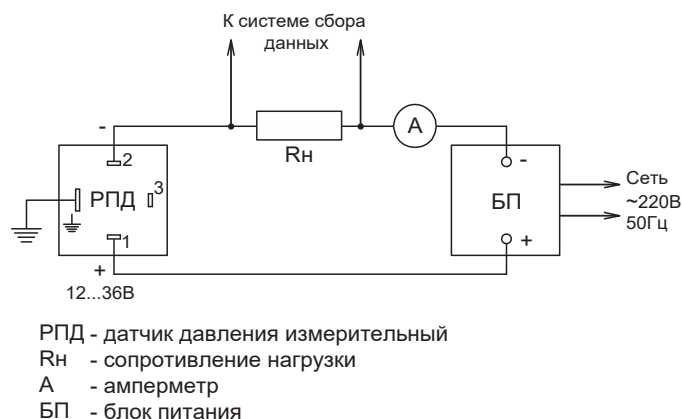 К системе сбора
данных
А
Rн
-
2
3
РПД
1
+
12...36В
-
БП
+
Сеть
~220В
50Гц
РПД - датчик давления измерительный
Rн - сопротивление нагрузки
А - амперметр
БП - блок питания